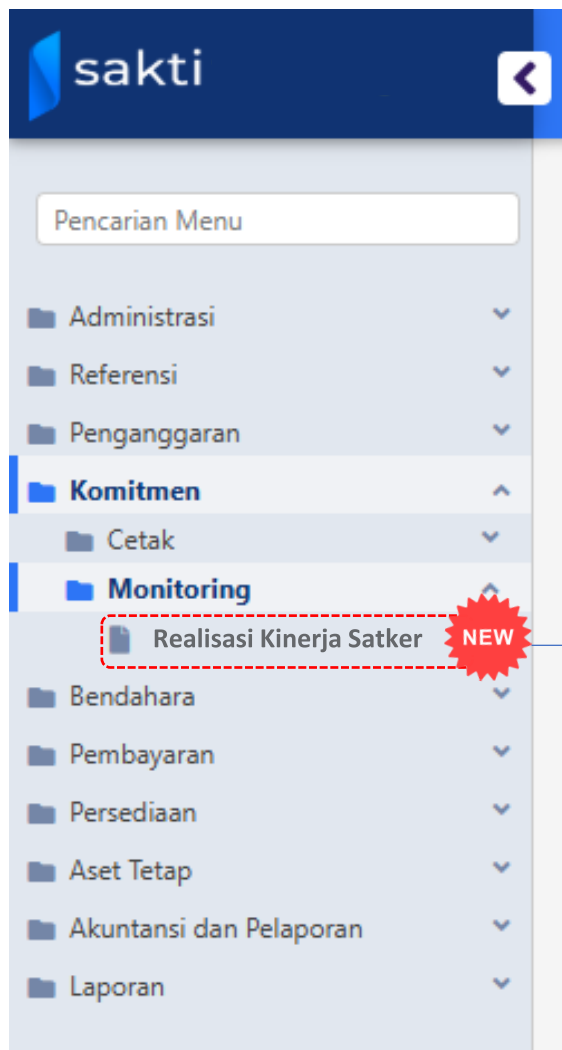 sakti
Pencarian Menu
Administrasi
Referensi
Penganggaran
Komitmen
Cetak
Monitoring
Realisasi Kinerja Satker NEW
Bendahara
Pembayaran
Persediaan
Aset Tetap
Akuntansi dan Pelaporan
Laporan